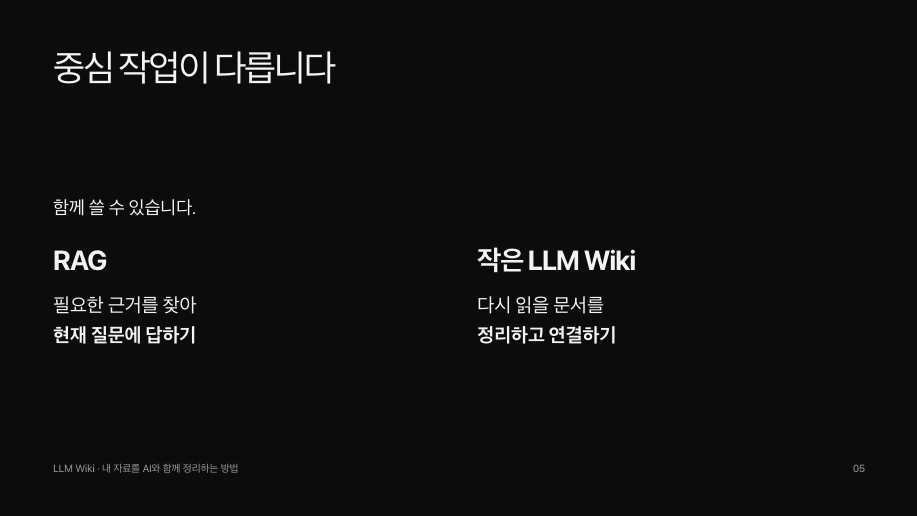 중심 작업이 다릅니다
함께 쓸 수 있습니다.
RAG
필요한 근거를 찾아
현재 질문에 답하기
작은 LLM Wiki
다시 읽을 문서를
정리하고 연결하기
LLM Wiki · 내 자료를 AI와 함께 정리하는 방법
05